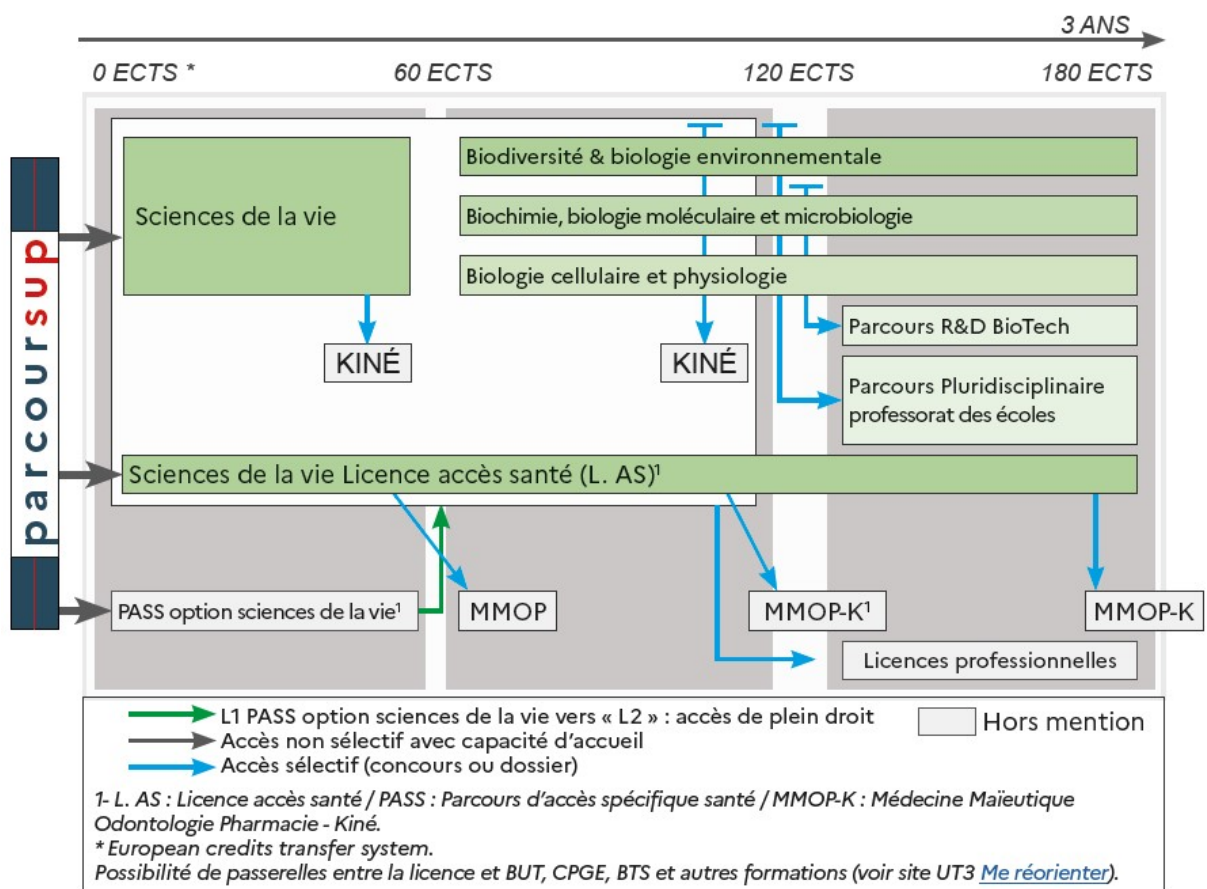 3 ANS
0 ECTS *
60 ECTS
120 ECTS
180 ECTS
parcoursup
Sciences de la vie
Biodiversité & biologie environnementale
Biochimie, biologie moléculaire et microbiologie
Biologie cellulaire et physiologie
Parcours R&D BioTech
KINÉ
KINÉ
Parcours Pluridisciplinaire
professorat des écoles
Sciences de la vie Licence accès santé (L. AS)¹
PASS option sciences de la vie¹
MMOP
MMOP-K¹
MMOP-K
Licences professionnelles
L1 PASS option sciences de la vie vers « L2 » : accès de plein droit
Hors mention
Accès non sélectif avec capacité d'accueil
Accès sélectif (concours ou dossier)
1- L. AS : Licence accès santé / PASS : Parcours d'accès spécifique santé / MMOP-K : Médecine Maïeutique
Odontologie Pharmacie - Kiné.
* European credits transfer system.
Possibilité de passerelles entre la licence et BUT, CPGE, BTS et autres formations (voir site UT3 Me réorienter).